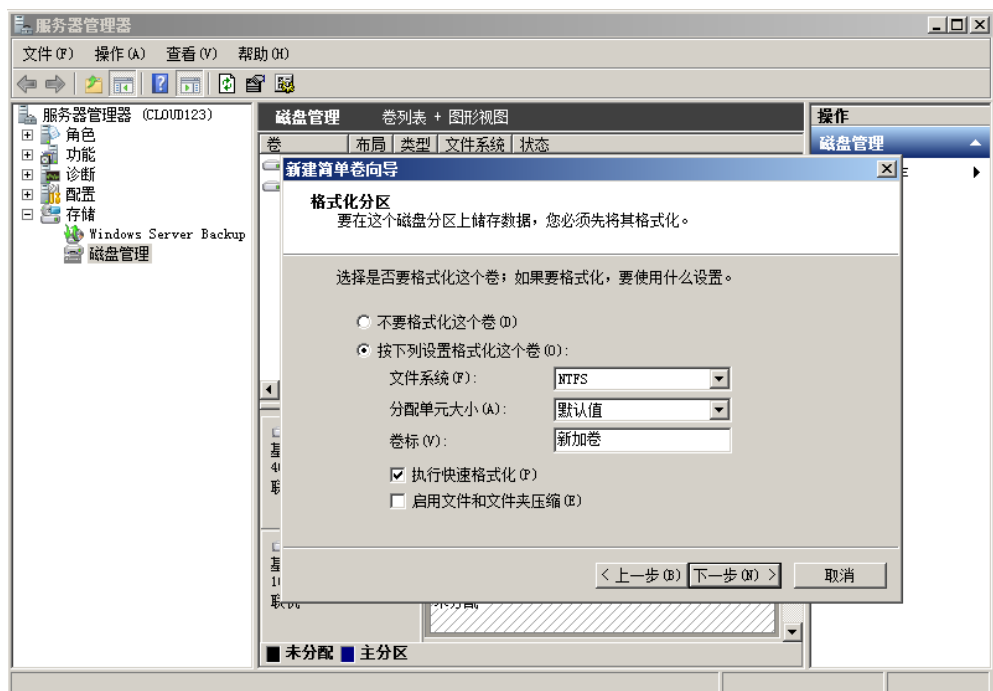 服务器管理器
文件(F) 操作(A) 查看(V) 帮助(H)
服务器管理器 (CLOUD123)
角色
功能
诊断
配置
存储
Windows Server Backup
磁盘管理
磁盘管理 卷列表 + 图形视图
卷 布局 类型 文件系统 状态
操作
磁盘管理
新建简单卷向导
格式化分区
要在这个磁盘分区上储存数据，您必须先将其格式化。
选择是否要格式化这个卷；如果要格式化，要使用什么设置。
不要格式化这个卷(D)
按下列设置格式化这个卷(O):
文件系统(F): NTFS
分配单元大小(A): 默认值
卷标(V): 新加卷
执行快速格式化(P)
启用文件和文件夹压缩(E)
< 上一步(B) 下一步(N) > 取消
未分配 主分区